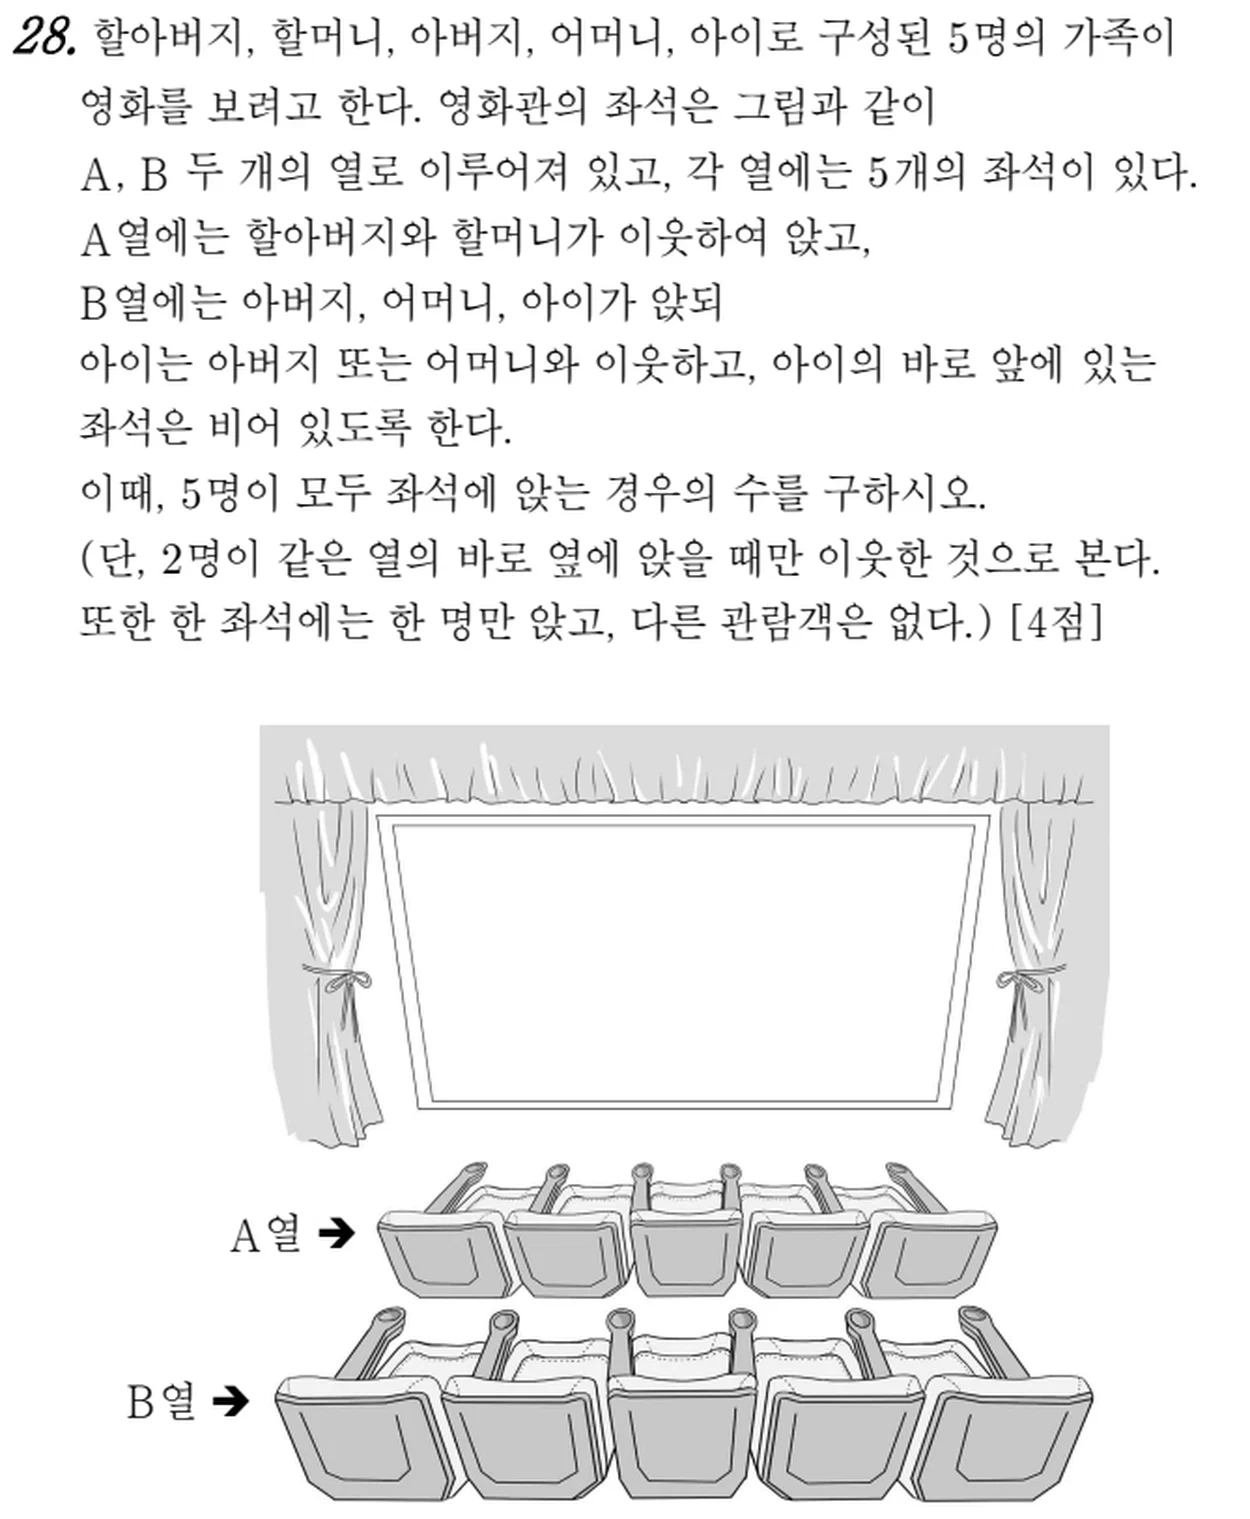 28. 할아버지, 할머니, 아버지, 어머니, 아이로 구성된 5명의 가족이
영화를 보려고 한다. 영화관의 좌석은 그림과 같이
A, B 두 개의 열로 이루어져 있고, 각 열에는 5개의 좌석이 있다.
A열에는 할아버지와 할머니가 이웃하여 앉고,
B열에는 아버지, 어머니, 아이가 앉되
아이는 아버지 또는 어머니와 이웃하고, 아이의 바로 앞에 있는
좌석은 비어 있도록 한다.
이때, 5명이 모두 좌석에 앉는 경우의 수를 구하시오.
(단, 2명이 같은 열의 바로 옆에 앉을 때만 이웃한 것으로 본다.
또한 한 좌석에는 한 명만 앉고, 다른 관람객은 없다.) [4점]
A열 ➔
B열 ➔